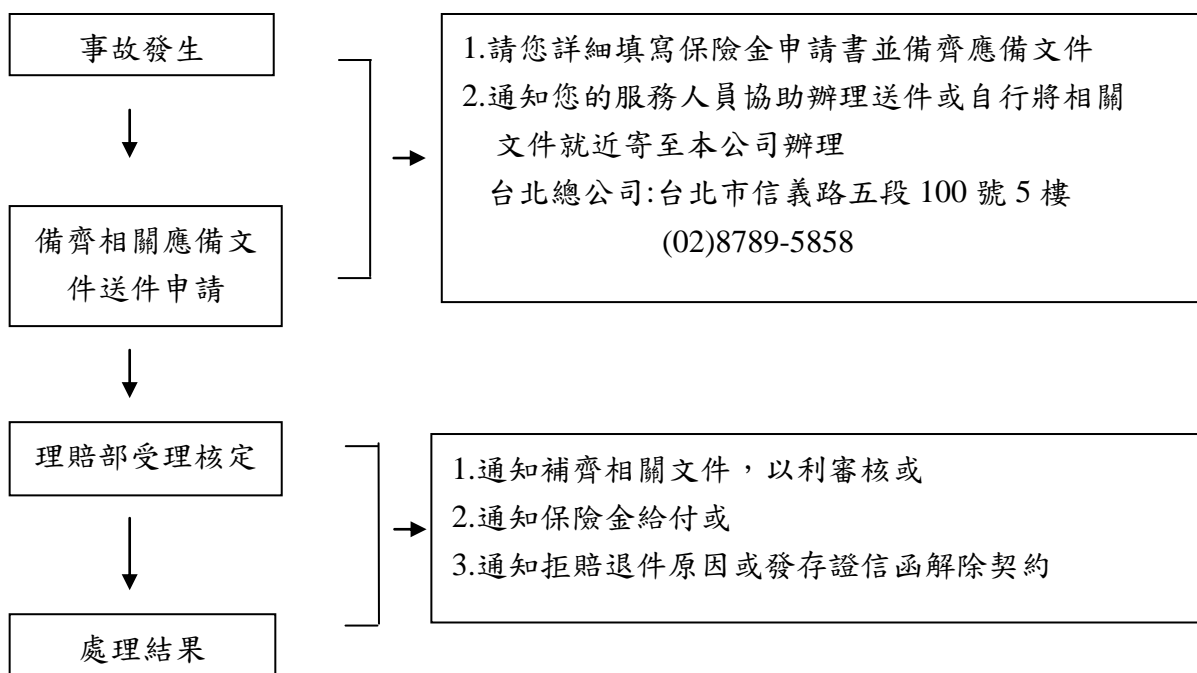 事故發生
1.請您詳細填寫保險金申請書並備齊應備文件
2.通知您的服務人員協助辦理送件或自行將相關
文件就近寄至本公司辦理
台北總公司:台北市信義路五段 100 號 5 樓
(02)8789-5858
備齊相關應備文
件送件申請
理賠部受理核定
1.通知補齊相關文件，以利審核或
2.通知保險金給付或
3.通知拒賠退件原因或發存證信函解除契約
處理結果